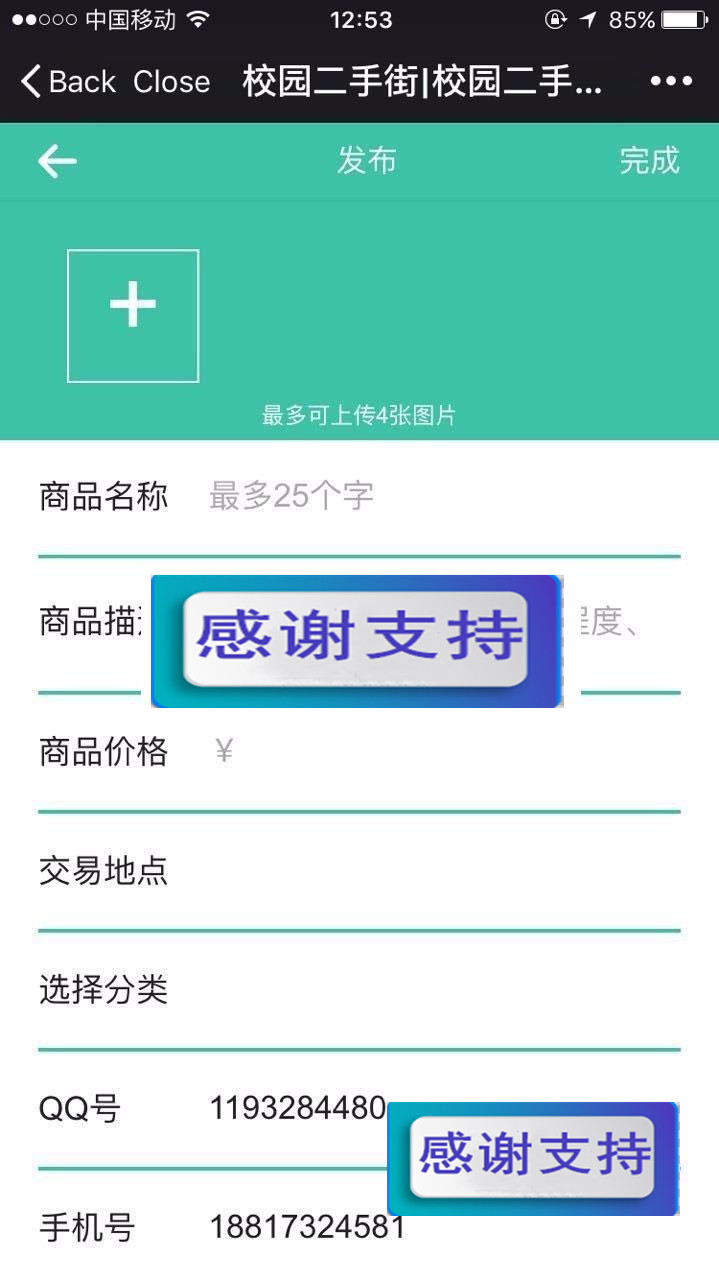 中国移动 12:53 85%
Back Close 校园二手街|校园二手...
发布 完成
最多可上传4张图片
商品名称 最多25个字
商品描 程度、
感谢支持
商品价格 ¥
交易地点
选择分类
QQ号 1193284480
感谢支持
手机号 18817324581